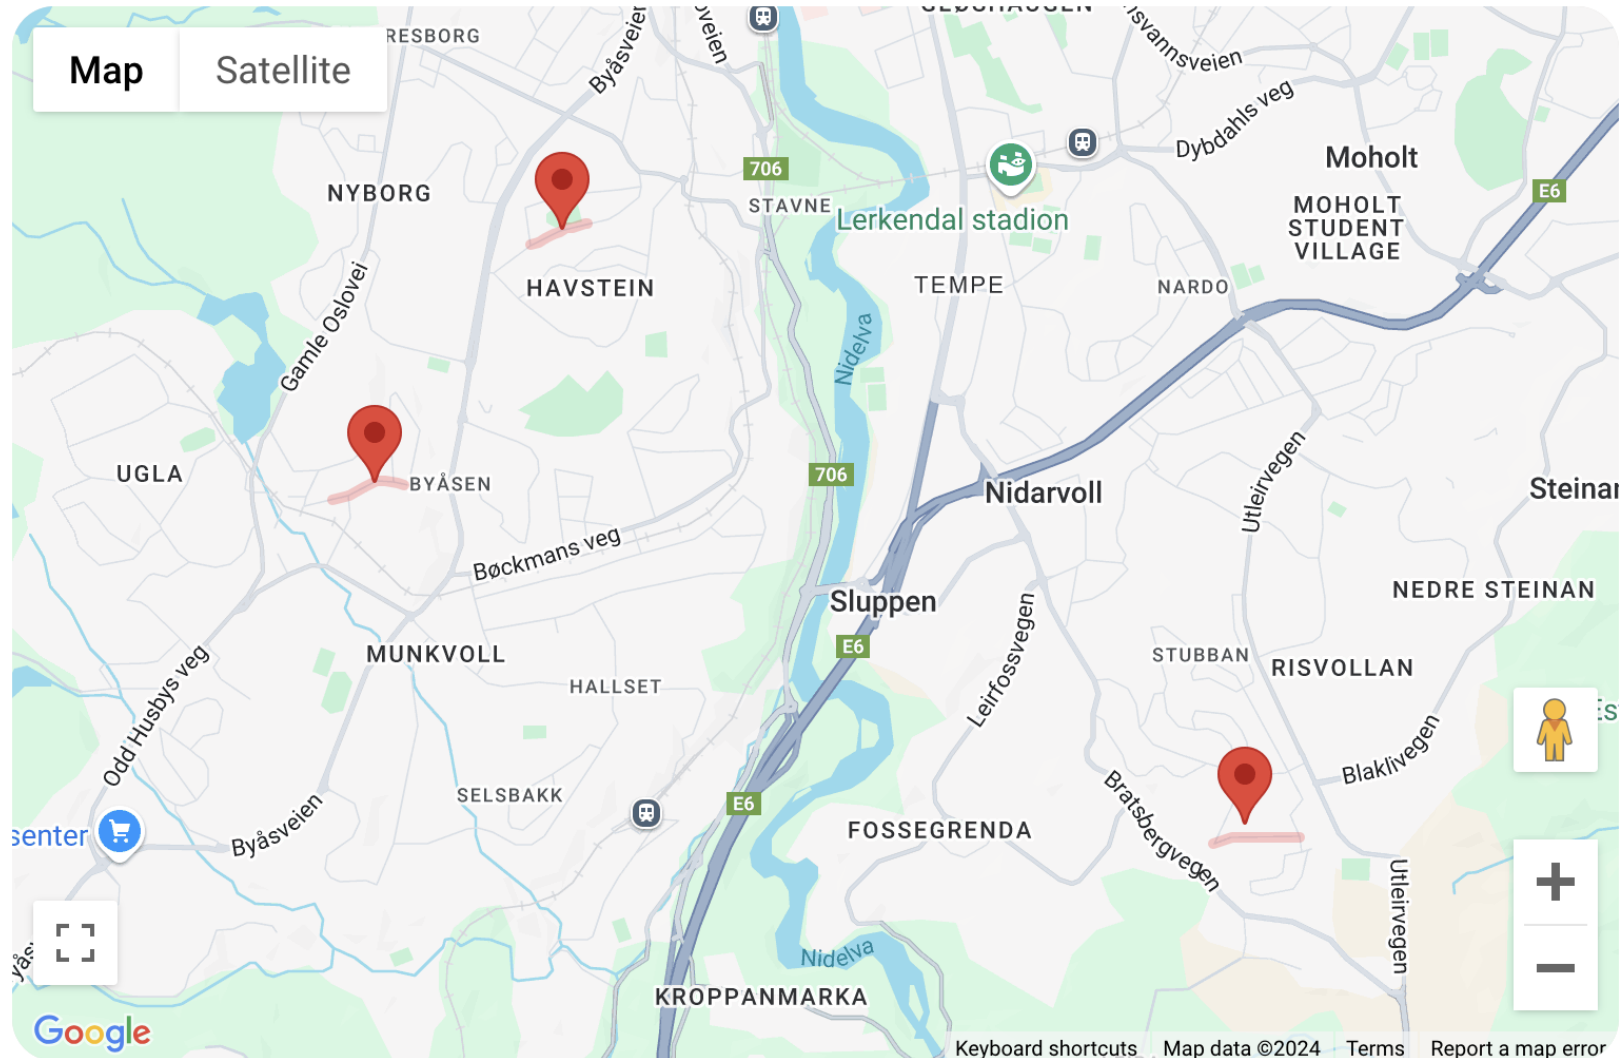 Map
Satellite
RESBORG
Byåsveien
oveien
svannsveien
Dybdahls veg
Moholt
706
E6
NYBORG
STAVNE
Lerkendal stadion
MOHOLT
STUDENT
VILLAGE
HAVSTEIN
TEMPE
NARDO
Gamle Oslovei
Nidelva
UGLA
BYÅSEN
706
Nidarvoll
Utleirvegen
Steinan
Bøckmans veg
Sluppen
NEDRE STEINAN
E6
Leirfossvegen
MUNKVOLL
STUBBAN
RISVOLLAN
HALLSET
Odd Husbys veg
Es
Blaklivegen
SELSBAKK
E6
Bratsbergvegen
senter
Byåsveien
FOSSEGRENDA
Utleirvegen
Nidelva
KROPPANMARKA
Google
Keyboard shortcuts
Map data ©2024
Terms
Report a map error